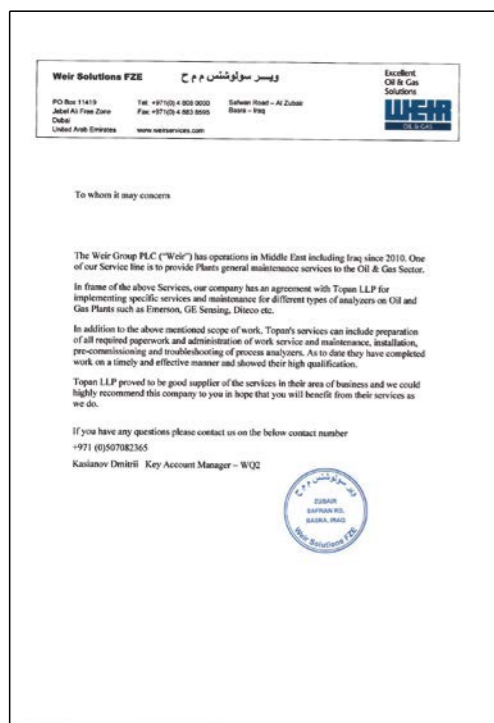 Weir Solutions FZE
ويـر سولوشنس م م ح
Excellent
Oil & Gas
Solutions
PO Box 11419
Jebel Ali Free Zone
Dubai
United Arab Emirates
Tel: +971(0) 4 808 0000
Fax: +971(0) 4 883 8595
www.weirservices.com
Safwan Road – Al Zubair
Basra – Iraq
WEIR
OIL & GAS
To whom it may concern
The Weir Group PLC (“Weir”) has operations in Middle East including Iraq since 2010. One
of our Service line is to provide Plants general maintenance services to the Oil & Gas Sector.
In frame of the above Services, our company has an agreement with Topan LLP for
implementing specific services and maintenance for different types of analyzers on Oil and
Gas Plants such as Emerson, GE Sensing, Diteco etc.
In addition to the above mentioned scope of work, Topan's services can include preparation
of all required paperwork and administration of work service and maintenance, installation,
pre-commissioning and troubleshooting of process analyzers. As to date they have completed
work on a timely and effective manner and showed their high qualification.
Topan LLP proved to be good supplier of the services in their area of business and we could
highly recommend this company to you in hope that you will benefit from their services as
we do.
If you have any questions please contact us on the below contact number
+971 (0)507082365
Kasianov Dmitrii Key Account Manager – WQ2
ويـر سولوشنس م م ح
ZUBAIR
SAFWAN RD.
BASRA, IRAQ
Weir Solutions FZE